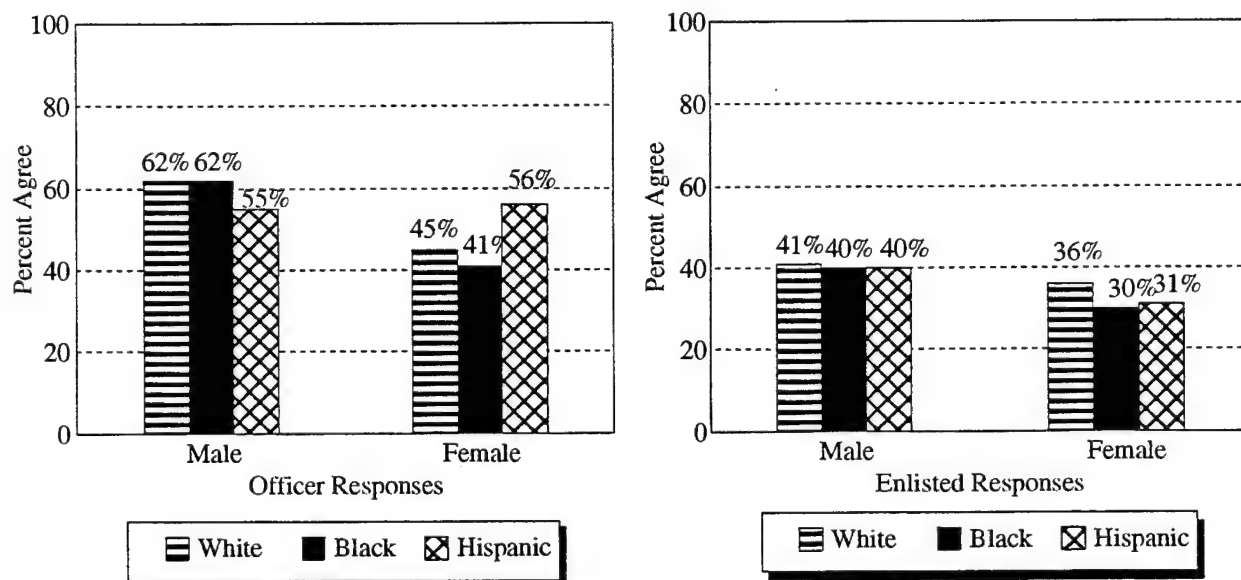 Percent Agree
100
80
60
40
20
0
62% 62%
55%
45%
41%
56%
Male Female
Officer Responses
White Black Hispanic
Percent Agree
100
80
60
40
20
0
41% 40% 40%
36%
30% 31%
Male Female
Enlisted Responses
White Black Hispanic